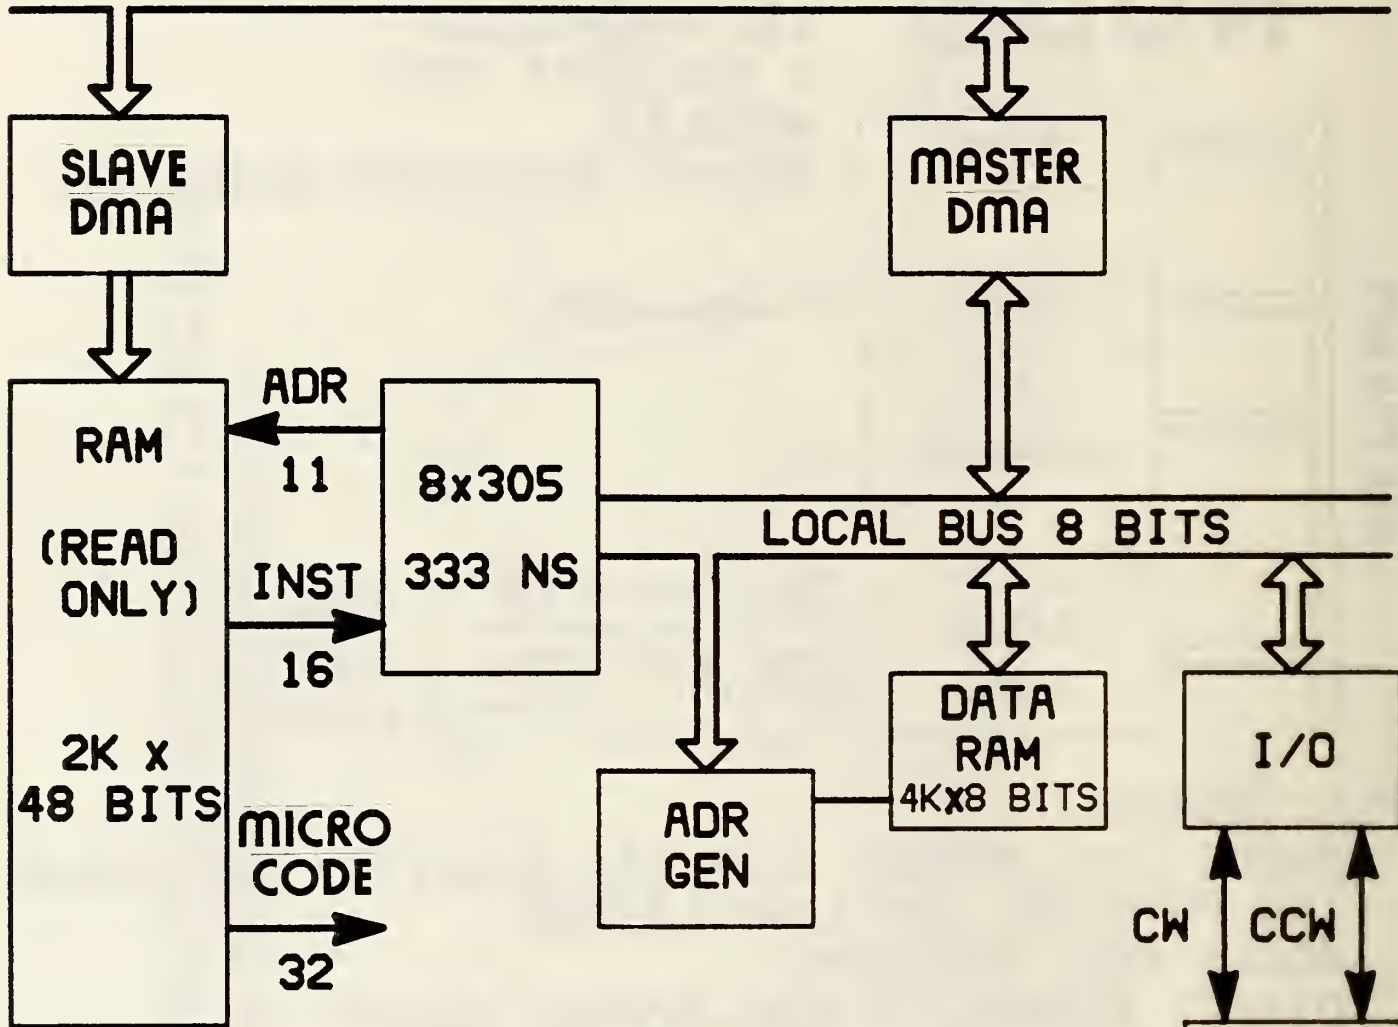 SLAVE
DMA
MASTER
DMA
RAM
(READ
ONLY)
2K X
48 BITS
ADR
11
INST
16
MICRO
CODE
32
8x305
333 NS
LOCAL BUS 8 BITS
ADR
GEN
DATA
RAM
4Kx8 BITS
I/O
CW
CCW